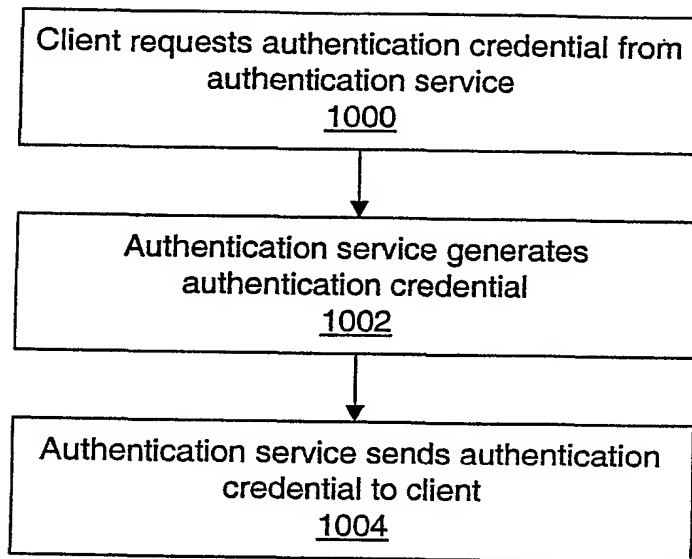 Client requests authentication credential from
authentication service
1000
Authentication service generates
authentication credential
1002
Authentication service sends authentication
credential to client
1004